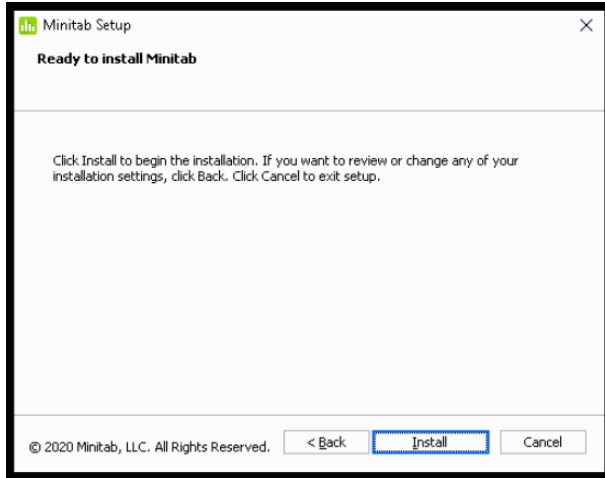 Minitab Setup
Ready to install Minitab
Click Install to begin the installation. If you want to review or change any of your
installation settings, click Back. Click Cancel to exit setup.
© 2020 Minitab, LLC. All Rights Reserved.
< Back
Install
Cancel